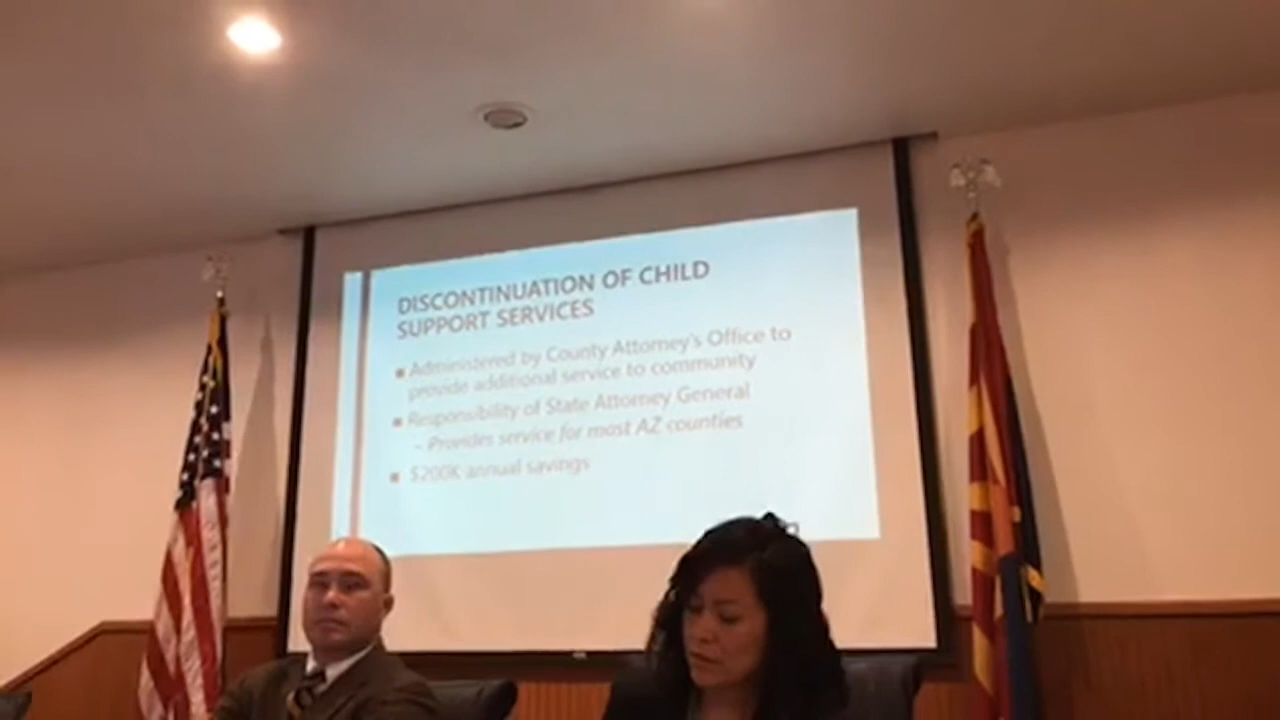 DISCONTINUATION OF CHILD
SUPPORT SERVICES
▪ Administered by County Attorney's Office to
provide additional service to community
▪ Responsibility of State Attorney General
– Provides service for most AZ counties
▪ $200K annual savings